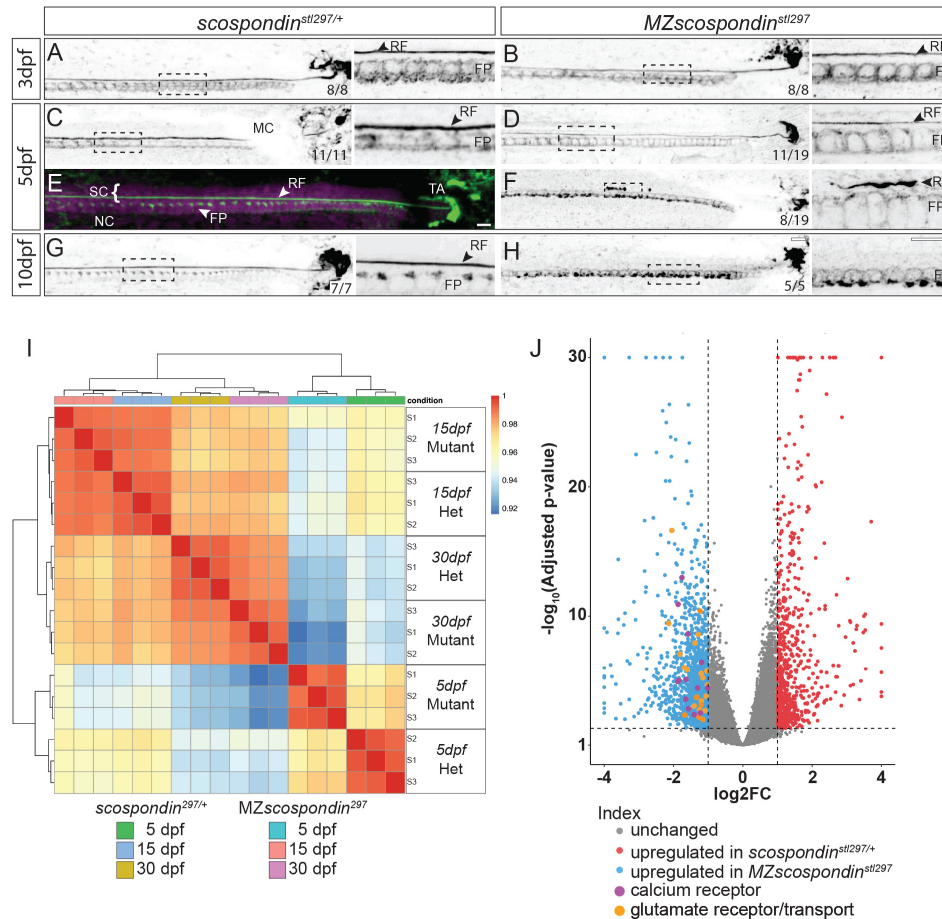 scospondin^stl297/+
MZscospondin^stl297
3dpf
5dpf
10dpf
A
RF
FP
8/8
B
RF
F
8/8
C
MC
11/11
RF
FP
D
11/19
RF
FP
E
SC {
RF
TA
NC
FP
F
8/19
R
FP
G
7/7
RF
FP
H
5/5
F
I
condition
S1
S2
S3
S3
S1
S2
S3
S1
S2
S3
S1
S2
S1
S2
S3
S2
S1
S3
15dpf
Mutant
15dpf
Het
30dpf
Het
30dpf
Mutant
5dpf
Mutant
5dpf
Het
1
0.98
0.96
0.94
0.92
scospondin^297/+
MZscospondin^297
5 dpf
5 dpf
15 dpf
15 dpf
30 dpf
30 dpf
J
-log10(Adjusted p-value)
30
20
10
1
-4
-2
0
2
4
log2FC
Index
unchanged
upregulated in scospondin^stl297/+
upregulated in MZscospondin^stl297
calcium receptor
glutamate receptor/transport